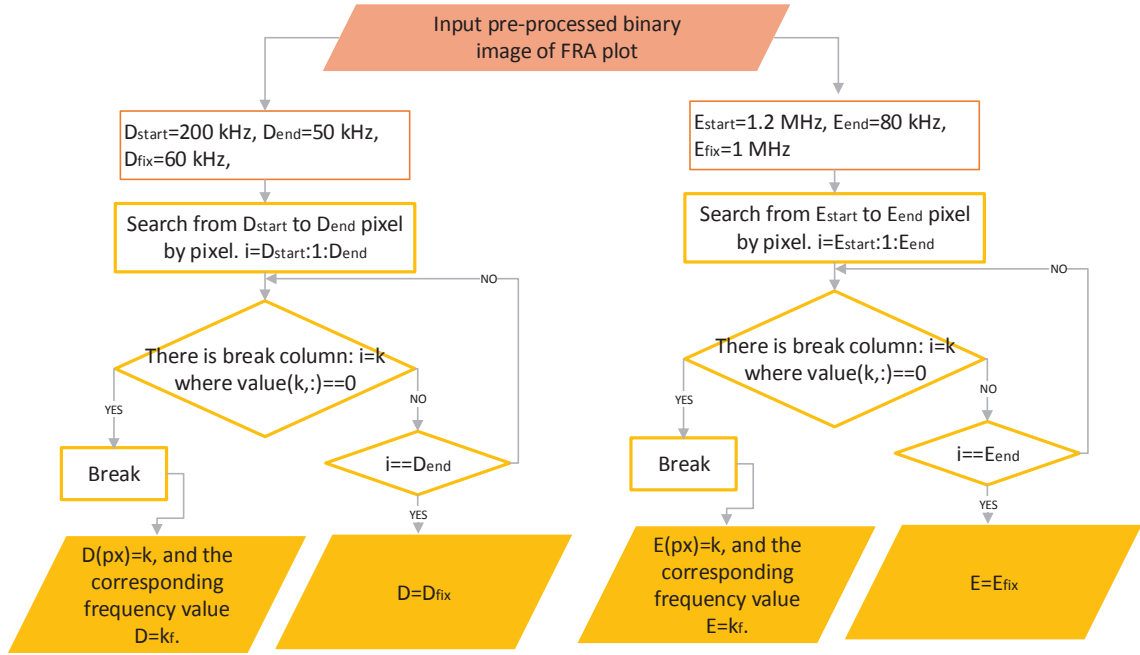 Input pre-processed binary
image of FRA plot
Dstart=200 kHz, Dend=50 kHz,
Dfix=60 kHz,
Search from Dstart to Dend pixel
by pixel. i=Dstart:1:Dend
NO
There is break column: i=k
where value(k,:)==0
YES
NO
Break
i==Dend
YES
D(px)=k, and the
corresponding
frequency value
D=kf.
D=Dfix
Estart=1.2 MHz, Eend=80 kHz,
Efix=1 MHz
Search from Estart to Eend pixel
by pixel. i=Estart:1:Eend
NO
There is break column: i=k
where value(k,:)==0
YES
NO
Break
i==Eend
YES
E(px)=k, and the
corresponding
frequency value
E=kf.
E=Efix